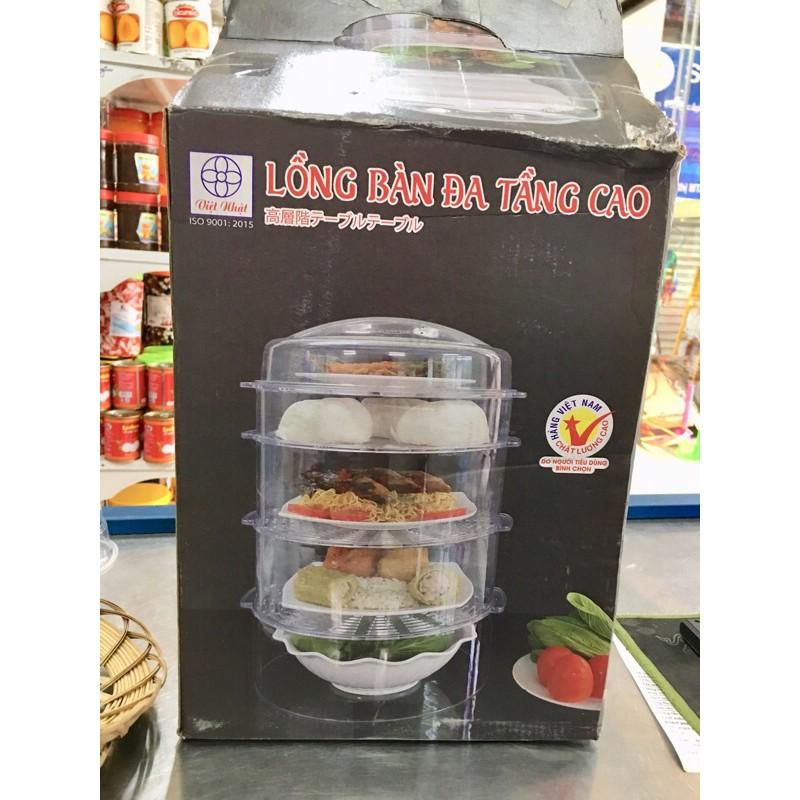 LỒNG BÀN ĐA TẦNG CAO
高層階テーブルテーブル
Việt Nhật
ISO 9001: 2015
HÀNG VIỆT NAM
CHẤT LƯỢNG CAO
DO NGƯỜI TIÊU DÙNG
BÌNH CHỌN